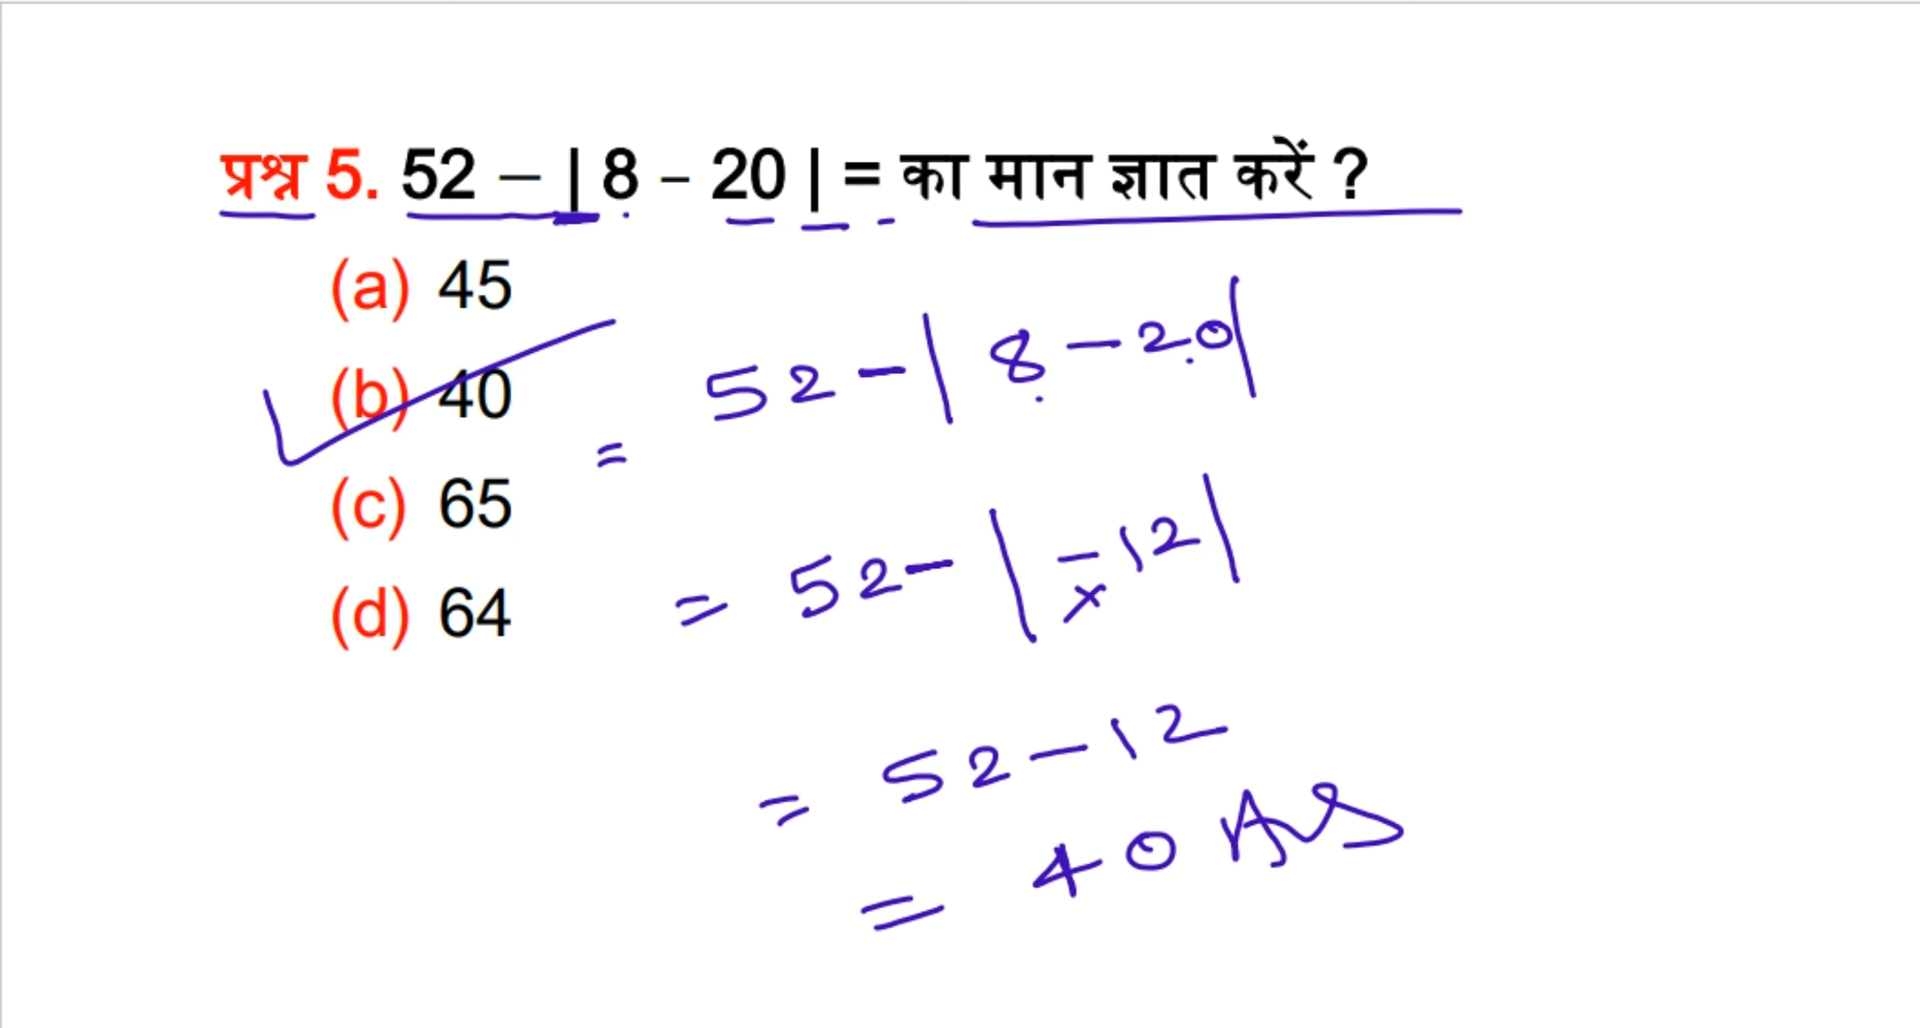 प्रश्न 5. 52 – | 8 - 20 | = का मान ज्ञात करें ?
(a) 45
(b) 40
(c) 65
(d) 64
= 52 - | 8 - 20 |
= 52 - | - 12 |
×
= 52 - 12
= 40 Ans